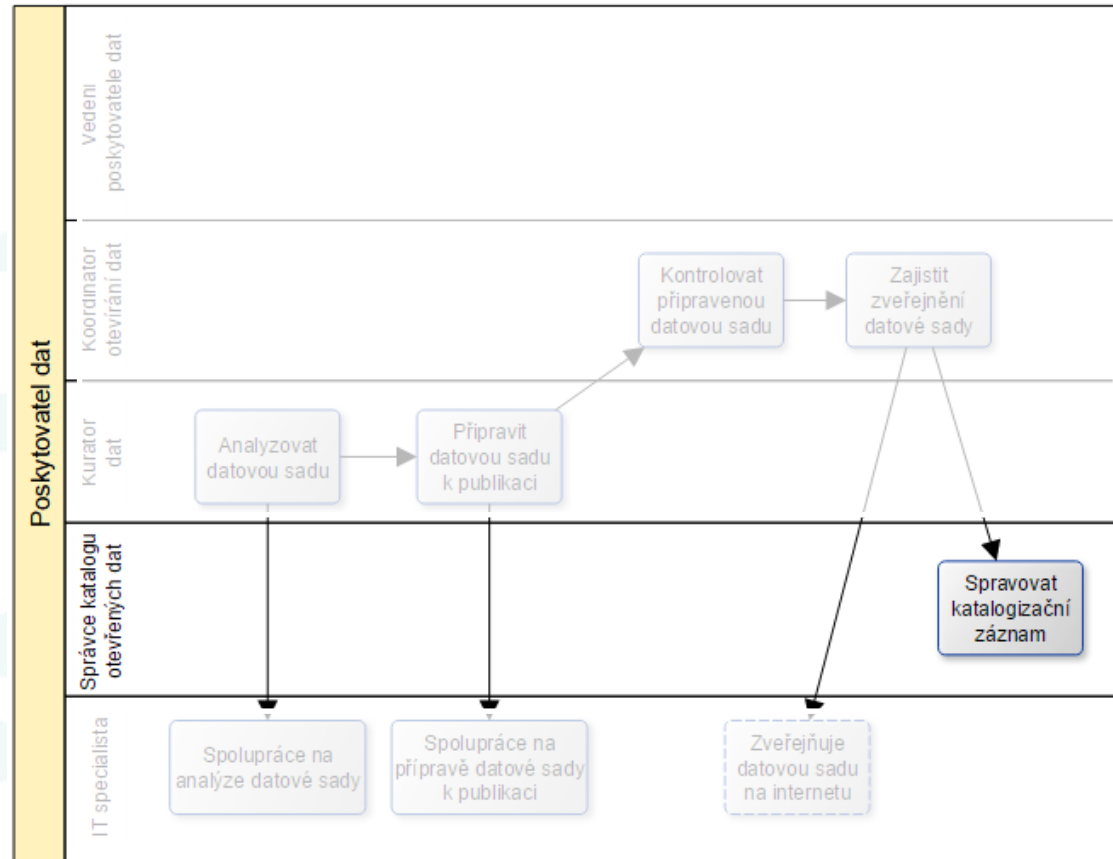 Poskytovatel dat
Vedení
poskytovatele dat
Koordinátor
otevírání dat
Kontrolovat
připravenou
datovou sadu
Zajistit
zveřejnění
datové sady
Kurátor
dat
Analyzovat
datovou sadu
Připravit
datovou sadu
k publikaci
Správce katalogu
otevřených dat
Spravovat
katalogizační
záznam
IT specialista
Spolupráce na
analýze datové sady
Spolupráce na
přípravě datové sady
k publikaci
Zveřejňuje
datovou sadu
na internetu